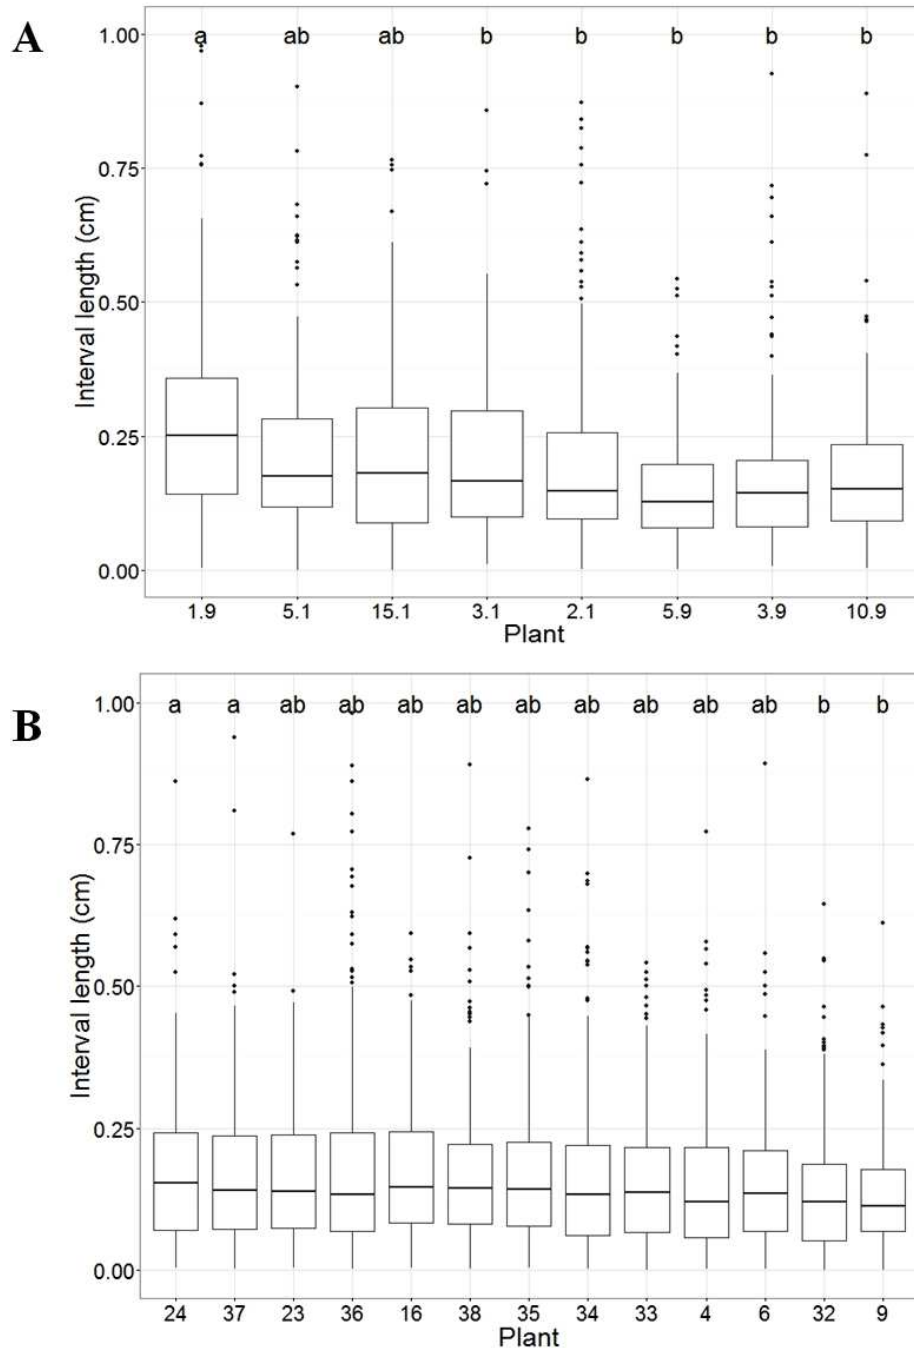 A
a ab ab b b b b b
1.00
0.75
0.50
0.25
0.00
Interval length (cm)
1.9 5.1 15.1 3.1 2.1 5.9 3.9 10.9
Plant
B
a a ab ab ab ab ab ab ab ab ab b b
1.00
0.75
0.50
0.25
0.00
Interval length (cm)
24 37 23 36 16 38 35 34 33 4 6 32 9
Plant